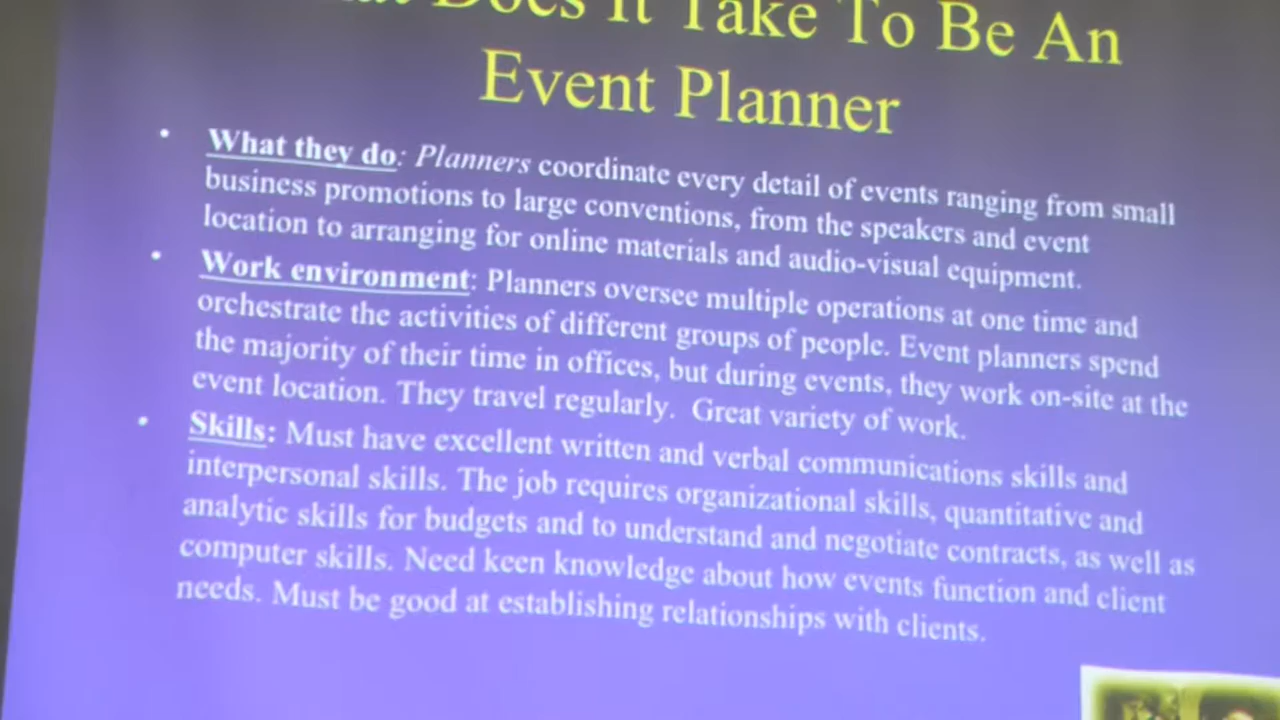 Does It Take To Be An
Event Planner
• What they do: Planners coordinate every detail of events ranging from small
business promotions to large conventions, from the speakers and event
location to arranging for online materials and audio-visual equipment.
• Work environment: Planners oversee multiple operations at one time and
orchestrate the activities of different groups of people. Event planners spend
the majority of their time in offices, but during events, they work on-site at the
event location. They travel regularly. Great variety of work.
• Skills: Must have excellent written and verbal communications skills and
interpersonal skills. The job requires organizational skills, quantitative and
analytic skills for budgets and to understand and negotiate contracts, as well as
computer skills. Need keen knowledge about how events function and client
needs. Must be good at establishing relationships with clients.